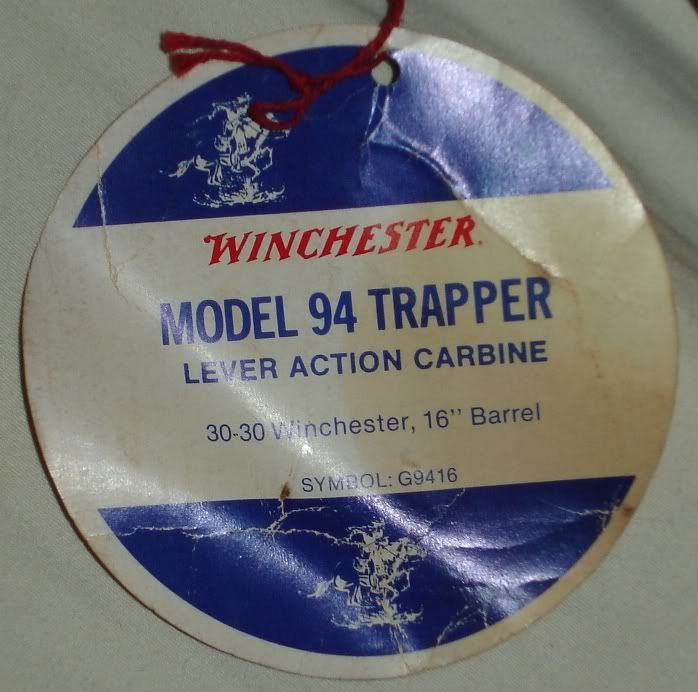 WINCHESTER.
MODEL 94 TRAPPER
LEVER ACTION CARBINE
30-30 Winchester, 16" Barrel
SYMBOL: G9416